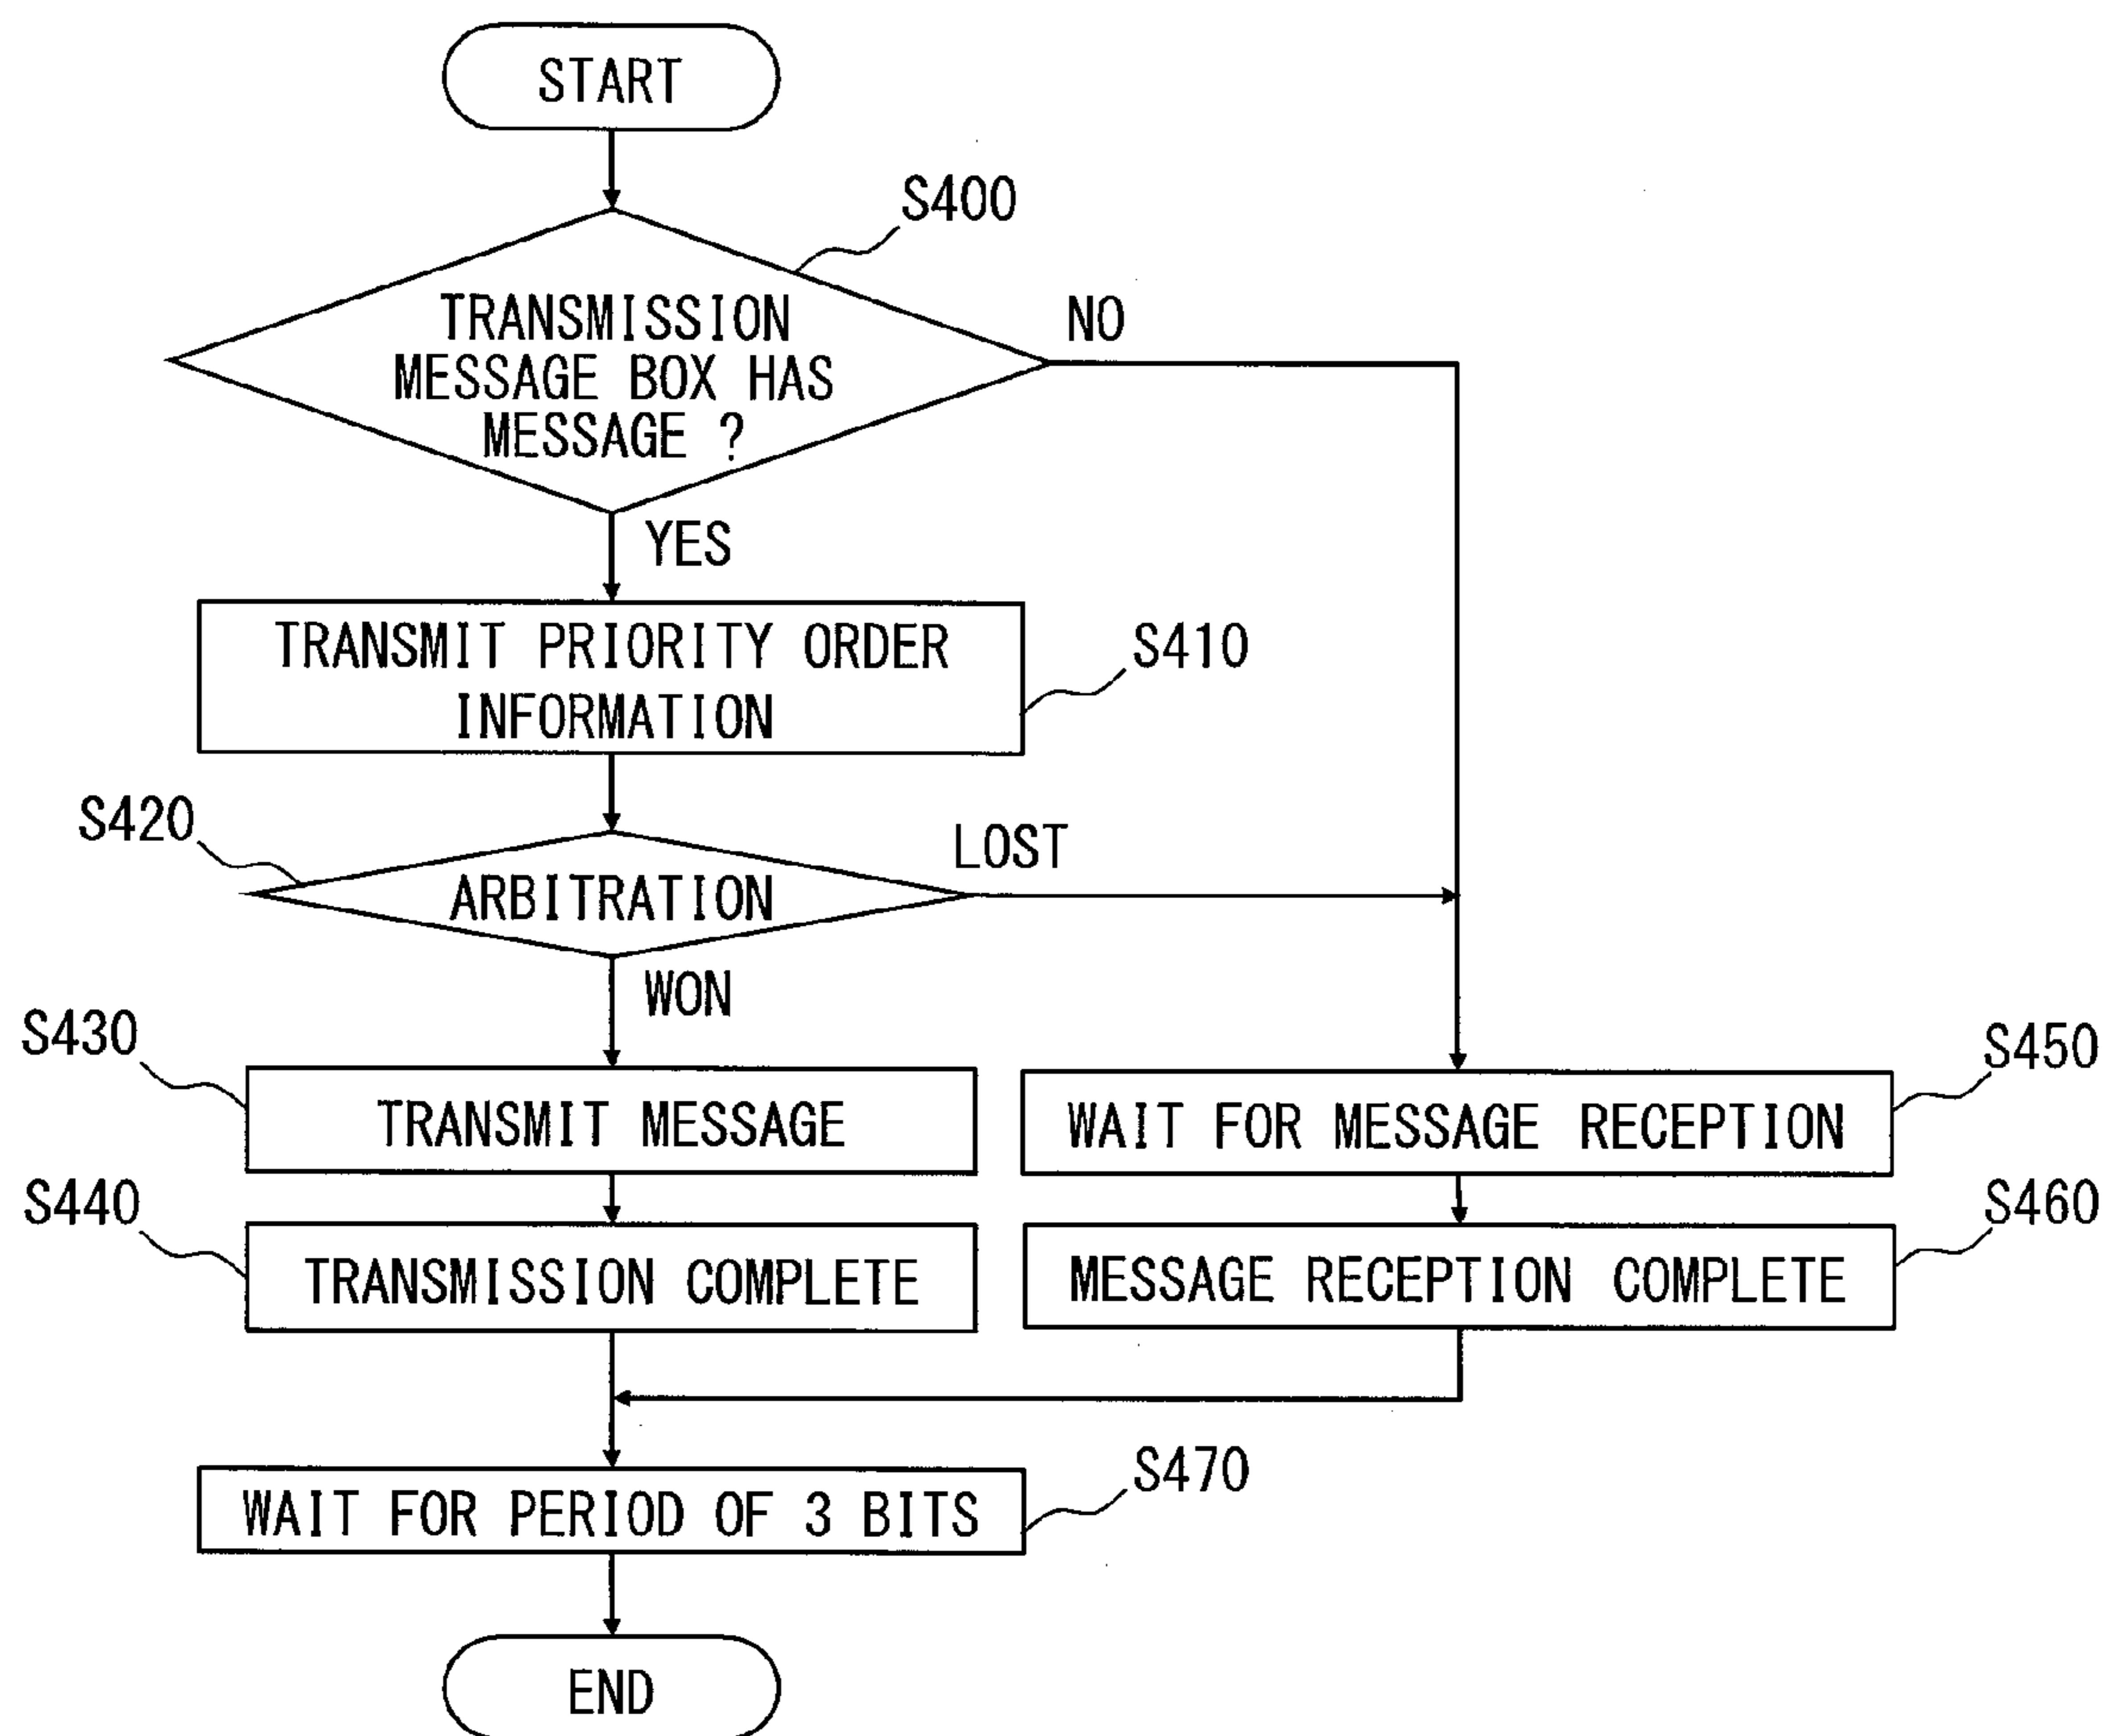 START
S400
TRANSMISSION
MESSAGE BOX HAS
MESSAGE ?
NO
YES
TRANSMIT PRIORITY ORDER
INFORMATION
S410
S420
ARBITRATION
LOST
WON
S430
TRANSMIT MESSAGE
S450
WAIT FOR MESSAGE RECEPTION
S440
TRANSMISSION COMPLETE
S460
MESSAGE RECEPTION COMPLETE
S470
WAIT FOR PERIOD OF 3 BITS
END